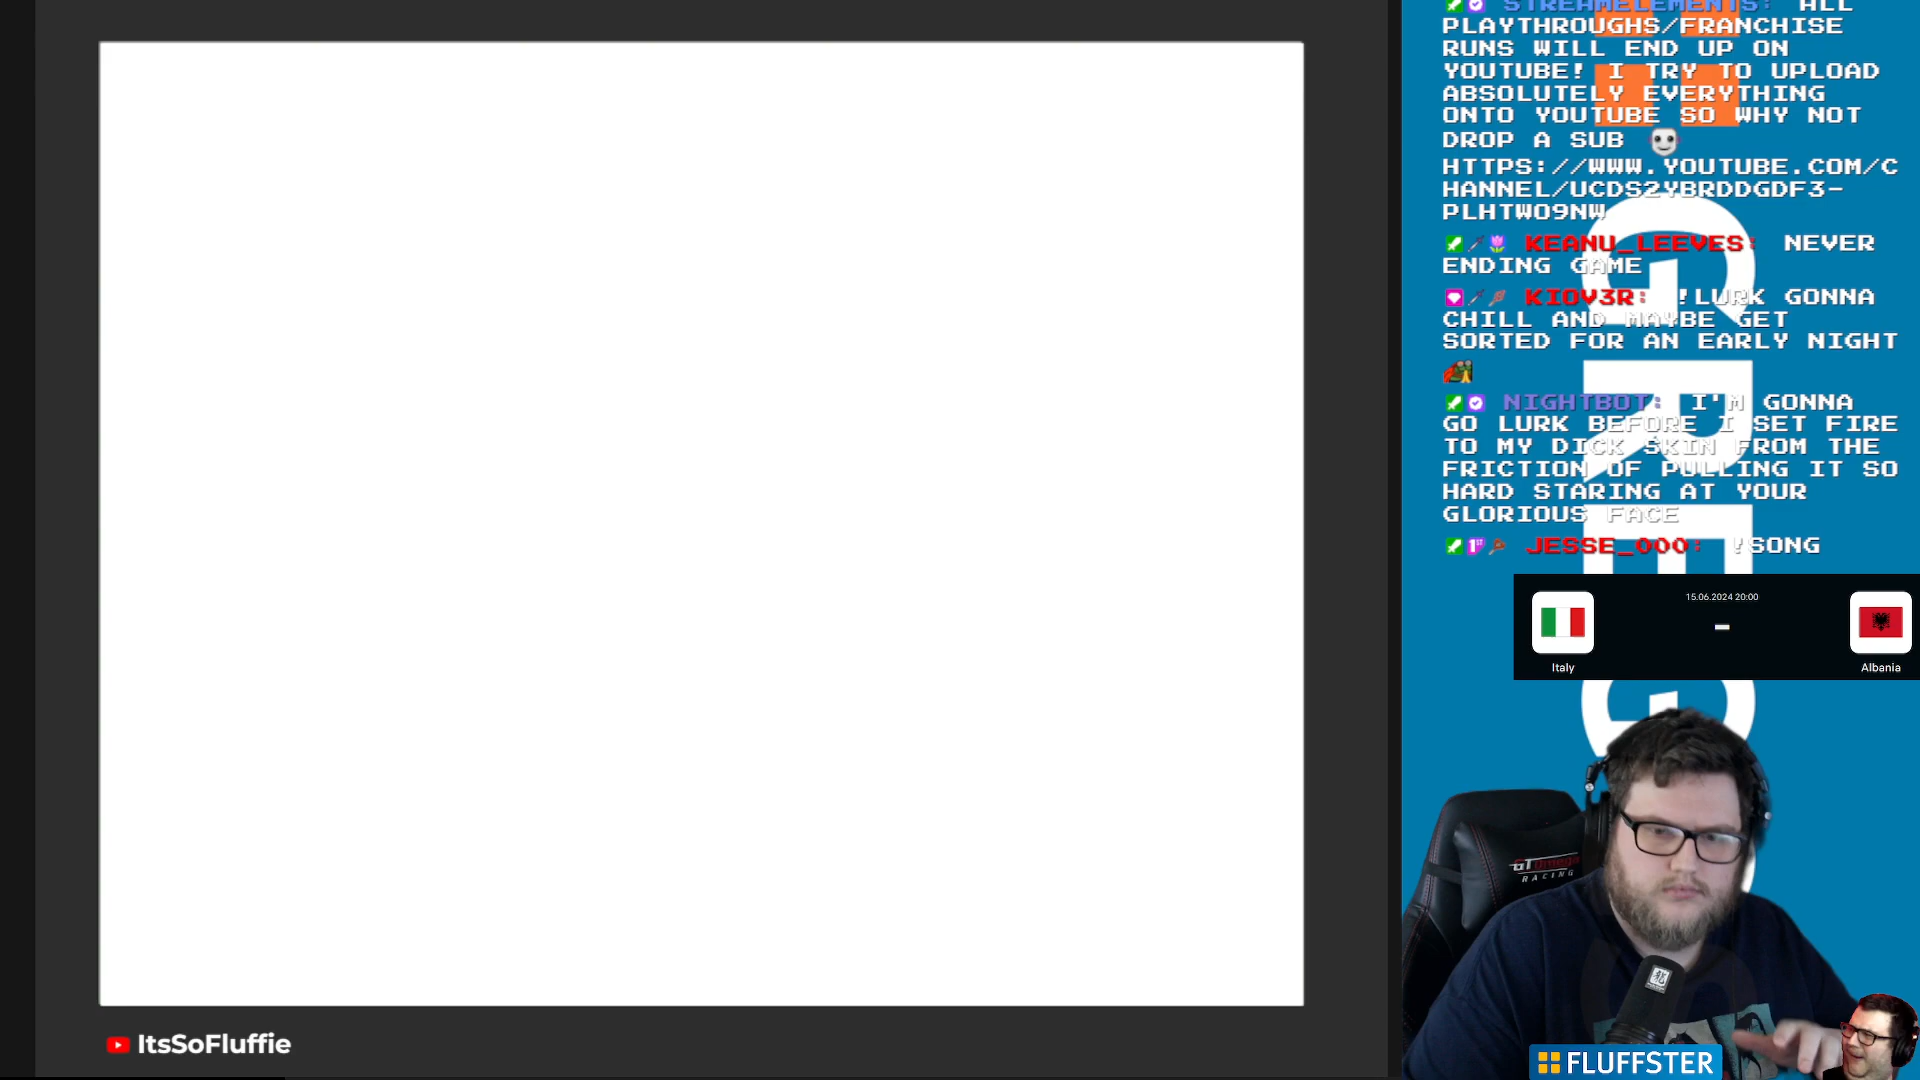 STREAMELEMENTS: ALL
PLAYTHROUGHS/FRANCHISE
RUNS WILL END UP ON
YOUTUBE! I TRY TO UPLOAD
ABSOLUTELY EVERYTHING
ONTO YOUTUBE SO WHY NOT
DROP A SUB
HTTPS://WWW.YOUTUBE.COM/C
HANNEL/UCDS2YBRDDGDF3-
PLHTWO9NW
KEANU_LEEVES: NEVER
ENDING GAME
KIOV3R: !LURK GONNA
CHILL AND MAYBE GET
SORTED FOR AN EARLY NIGHT
NIGHTBOT: I'M GONNA
GO LURK BEFORE I SET FIRE
TO MY DICK SKIN FROM THE
FRICTION OF PULLING IT SO
HARD STARING AT YOUR
GLORIOUS FACE
JESSE_000: !SONG
15.06.2024 20:00
-
Italy
Albania
GTOmega
RACING
ItsSoFluffie
FLUFFSTER